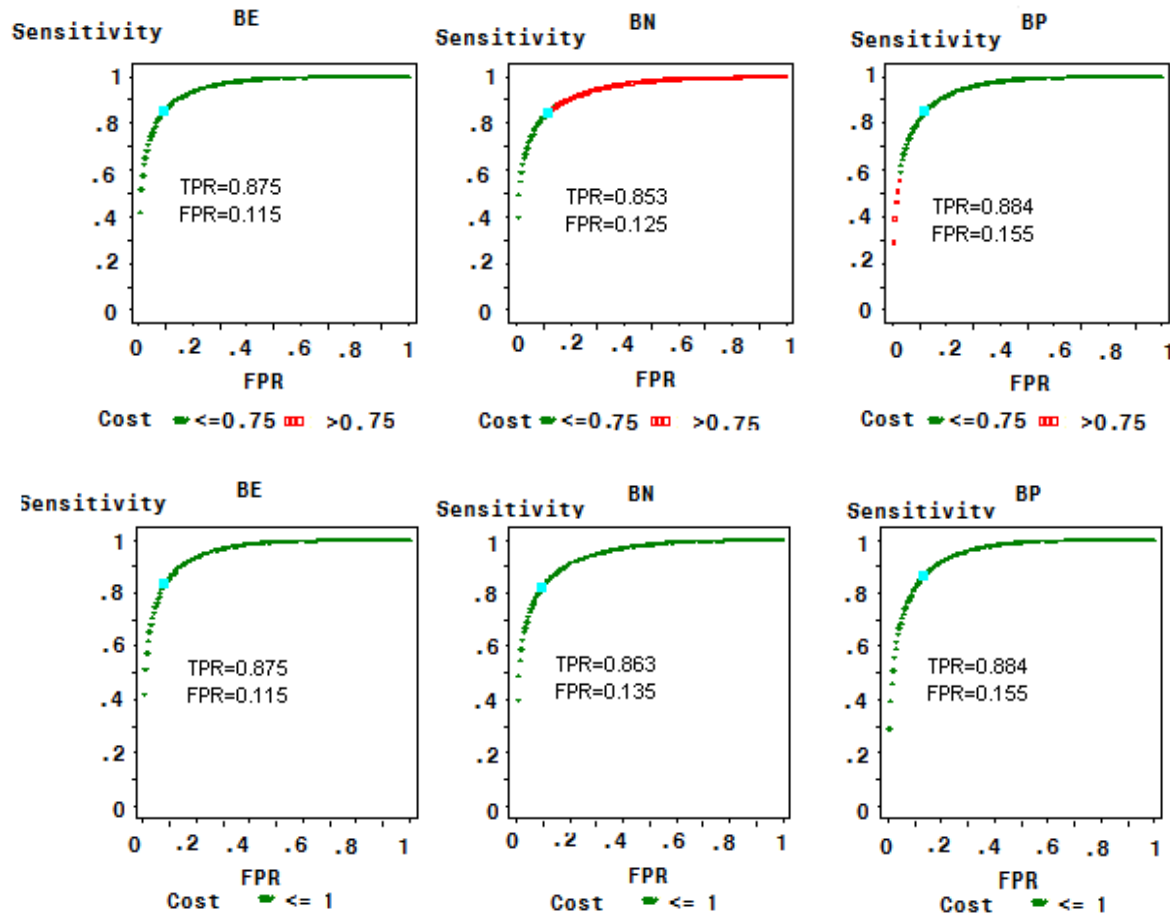 BE
Sensitivity
1
.8
.6
.4
.2
0
TPR=0.875
FPR=0.115
0 .2 .4 .6 .8 1
FPR
Cost <=0.75 >0.75
BN
Sensitivity
1
.8
.6
.4
.2
0
TPR=0.853
FPR=0.125
0 .2 .4 .6 .8 1
FPR
Cost <=0.75 >0.75
BP
Sensitivity
1
.8
.6
.4
.2
0
TPR=0.884
FPR=0.155
0 .2 .4 .6 .8 1
FPR
Cost <=0.75 >0.75
BE
Sensitivity
1
.8
.6
.4
.2
0
TPR=0.875
FPR=0.115
0 .2 .4 .6 .8 1
FPR
Cost <= 1
BN
Sensitivity
1
.8
.6
.4
.2
0
TPR=0.863
FPR=0.135
0 .2 .4 .6 .8 1
FPR
Cost <= 1
BP
Sensitivity
1
.8
.6
.4
.2
0
TPR=0.884
FPR=0.155
0 .2 .4 .6 .8 1
FPR
Cost <= 1